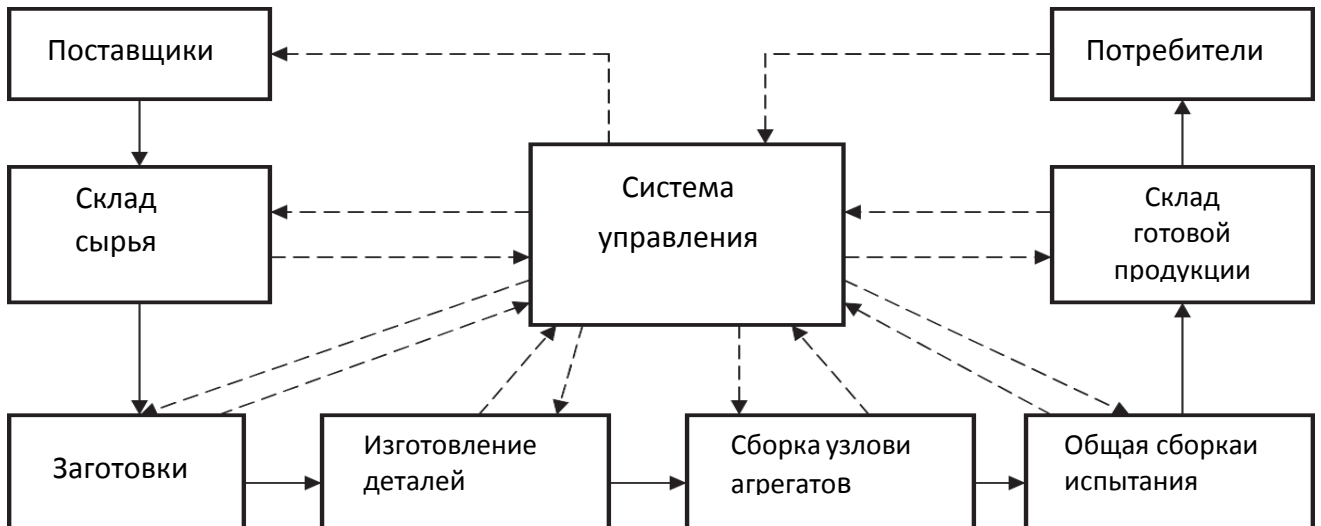 Поставщики
Потребители
Система
управления
Склад
сырья
Склад
готовой
продукции
Заготовки
Изготовление
деталей
Сборка узлови
агрегатов
Общая сборкаи
испытания